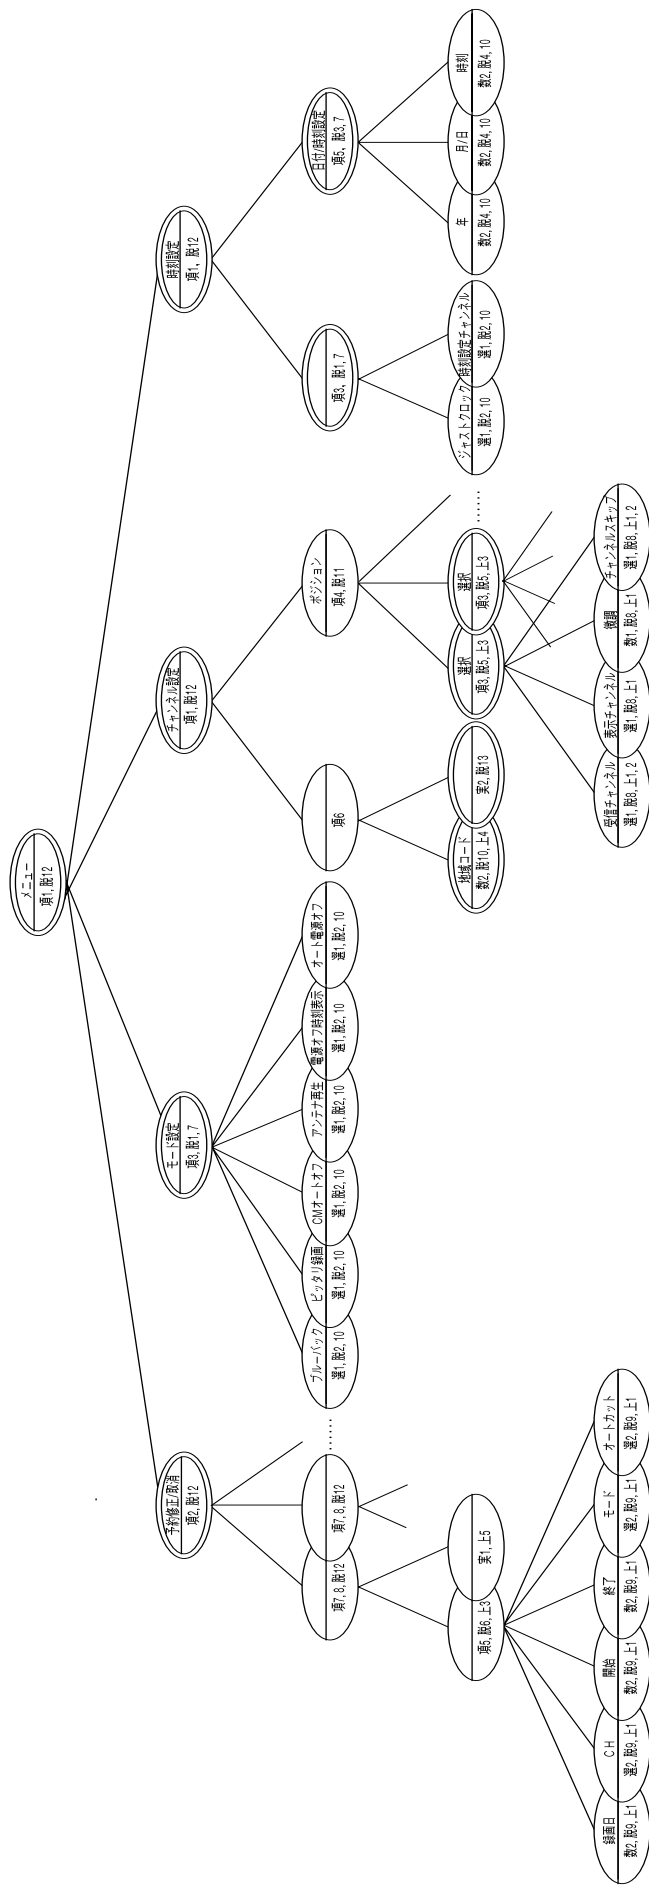 メニュー
項1, 脱12
予約修正/取消
項2, 脱12
モード設定
項3, 脱1, 7
チャンネル設定
項1, 脱12
時刻設定
項1, 脱12
項7, 8, 脱12
項7, 8, 脱12
......
ブルーバック
選1, 脱2, 10
ピッタリ録画
選1, 脱2, 10
CMオートオフ
選1, 脱2, 10
アンテナ再生
選1, 脱2, 10
電源オフ時刻表示
選1, 脱2, 10
オート電源オフ
選1, 脱2, 10
項6
ポジション
項4, 脱11
項3, 脱1, 7
日付/時刻設定
項5, 脱3, 7
項5, 脱6, 上3
実1, 上5
地域コード
数2, 脱10, 上4
実2, 脱13
選択
項3, 脱5, 上3
選択
項3, 脱5, 上3
......
ジャストクロック
選1, 脱2, 10
時刻設定チャンネル
選1, 脱2, 10
年
数2, 脱4, 10
月/日
数2, 脱4, 10
時刻
数2, 脱4, 10
録画日
数2, 脱9, 上1
CH
選2, 脱9, 上1
開始
数2, 脱9, 上1
終了
数2, 脱9, 上1
モード
選2, 脱9, 上1
オートカット
選2, 脱9, 上1
受信チャンネル
選1, 脱8, 上1, 2
表示チャンネル
選1, 脱8, 上1
微調
数1, 脱8, 上1
チャンネルスキップ
選1, 脱8, 上1, 2